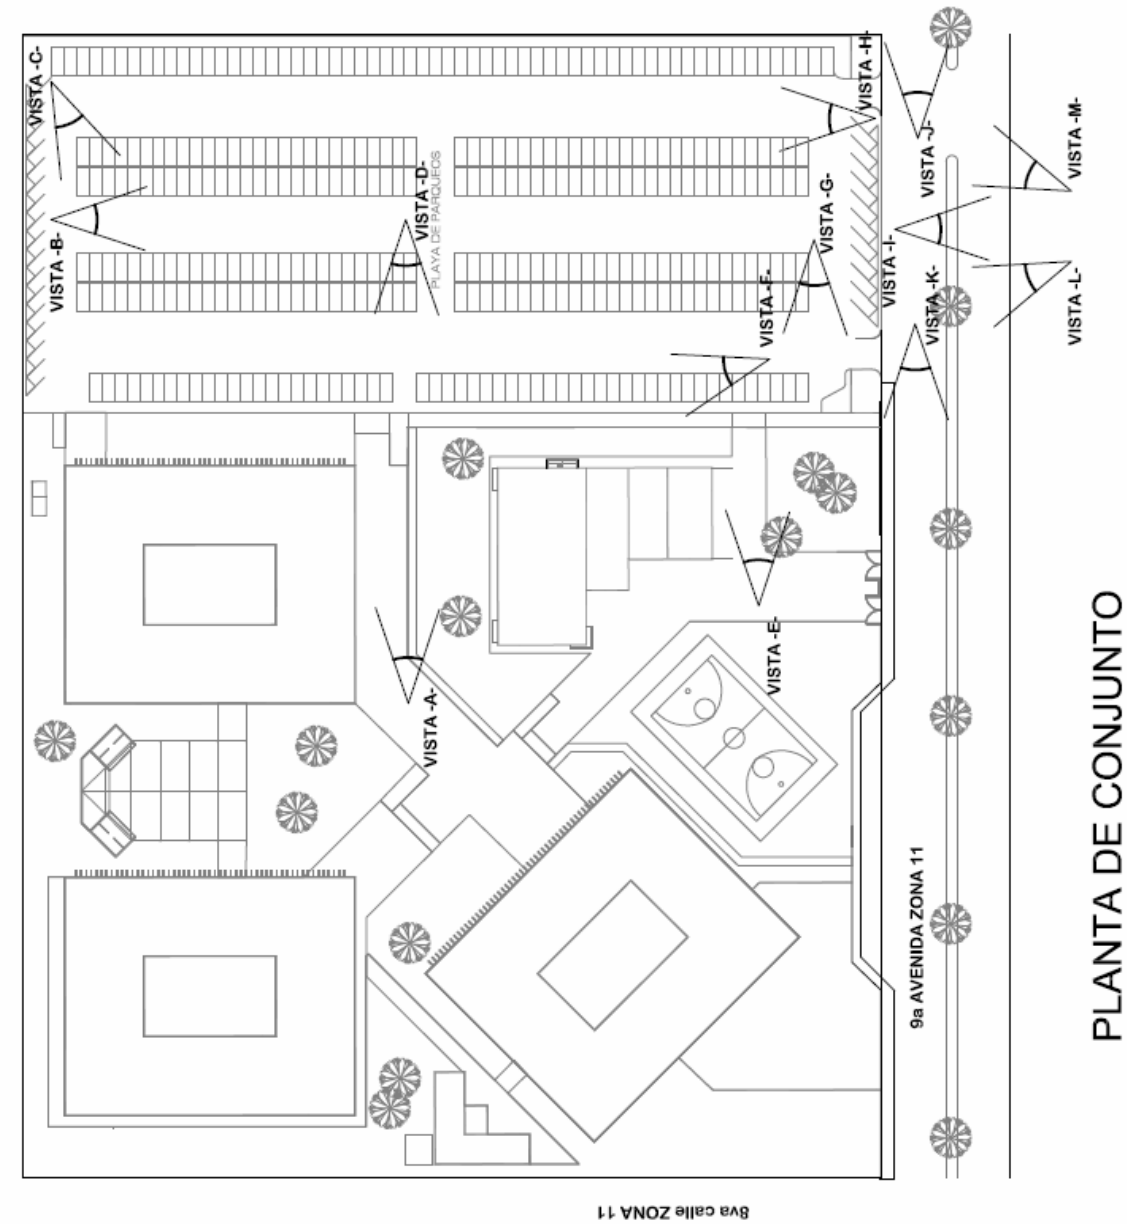 VISTA -C-
VISTA -H-
VISTA -J-
VISTA -M-
VISTA -D-
PLAYA DE PARQUEOS
VISTA -G-
VISTA -B-
VISTA -I-
VISTA -K-
VISTA -L-
VISTA -F-
VISTA -E-
VISTA -A-
9a AVENIDA ZONA 11
PLANTA DE CONJUNTO
8va calle ZONA 11